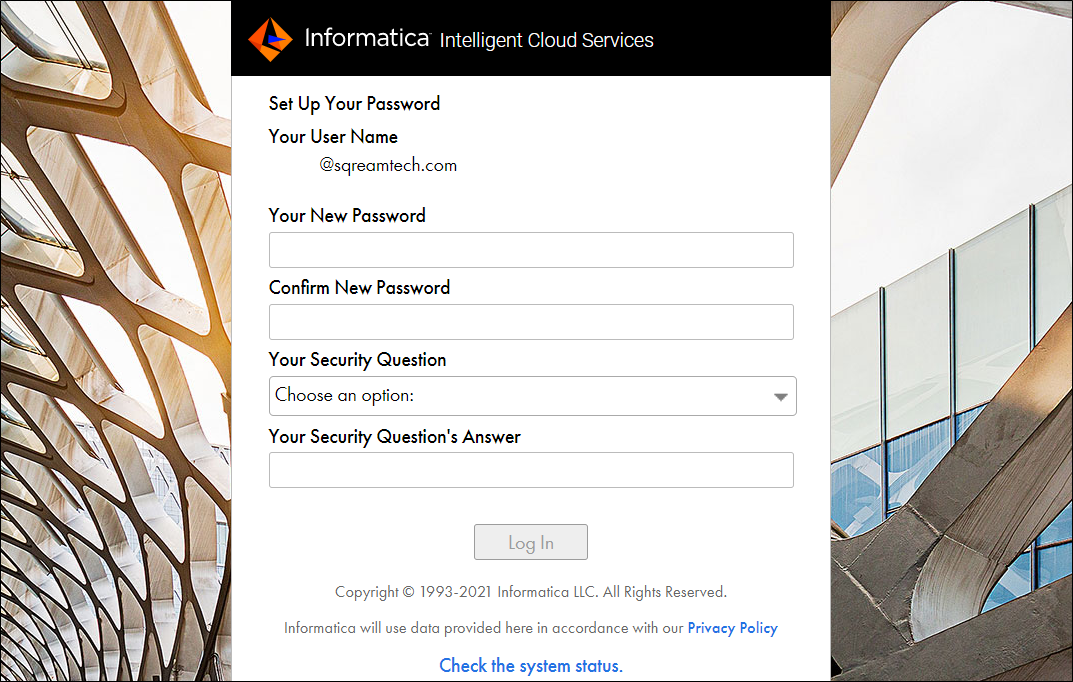 Informatica Intelligent Cloud Services
Set Up Your Password
Your User Name
@sqreamtech.com
Your New Password
Confirm New Password
Your Security Question
Choose an option:
Your Security Question's Answer
Log In
Copyright © 1993-2021 Informatica LLC. All Rights Reserved.
Informatica will use data provided here in accordance with our Privacy Policy
Check the system status.